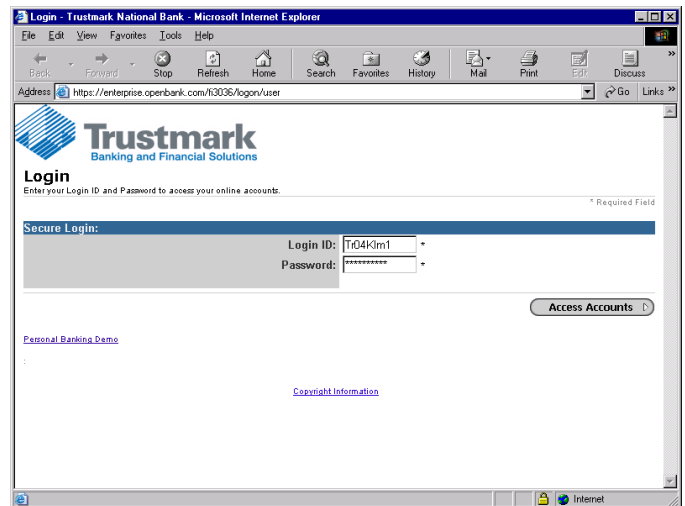 Login - Trustmark National Bank - Microsoft Internet Explorer
File Edit View Favorites Tools Help
Back Forward Stop Refresh Home Search Favorites History Mail Print Edit Discuss »
Address https://enterprise.openbank.com/fi3036/logon/user Go Links »
Trustmark
Banking and Financial Solutions
Login
Enter your Login ID and Password to access your online accounts.
* Required Field
Secure Login:
Login ID: Tr04Klm1 *
Password: ********** *
Access Accounts
Personal Banking Demo
:
Copyright Information
Internet